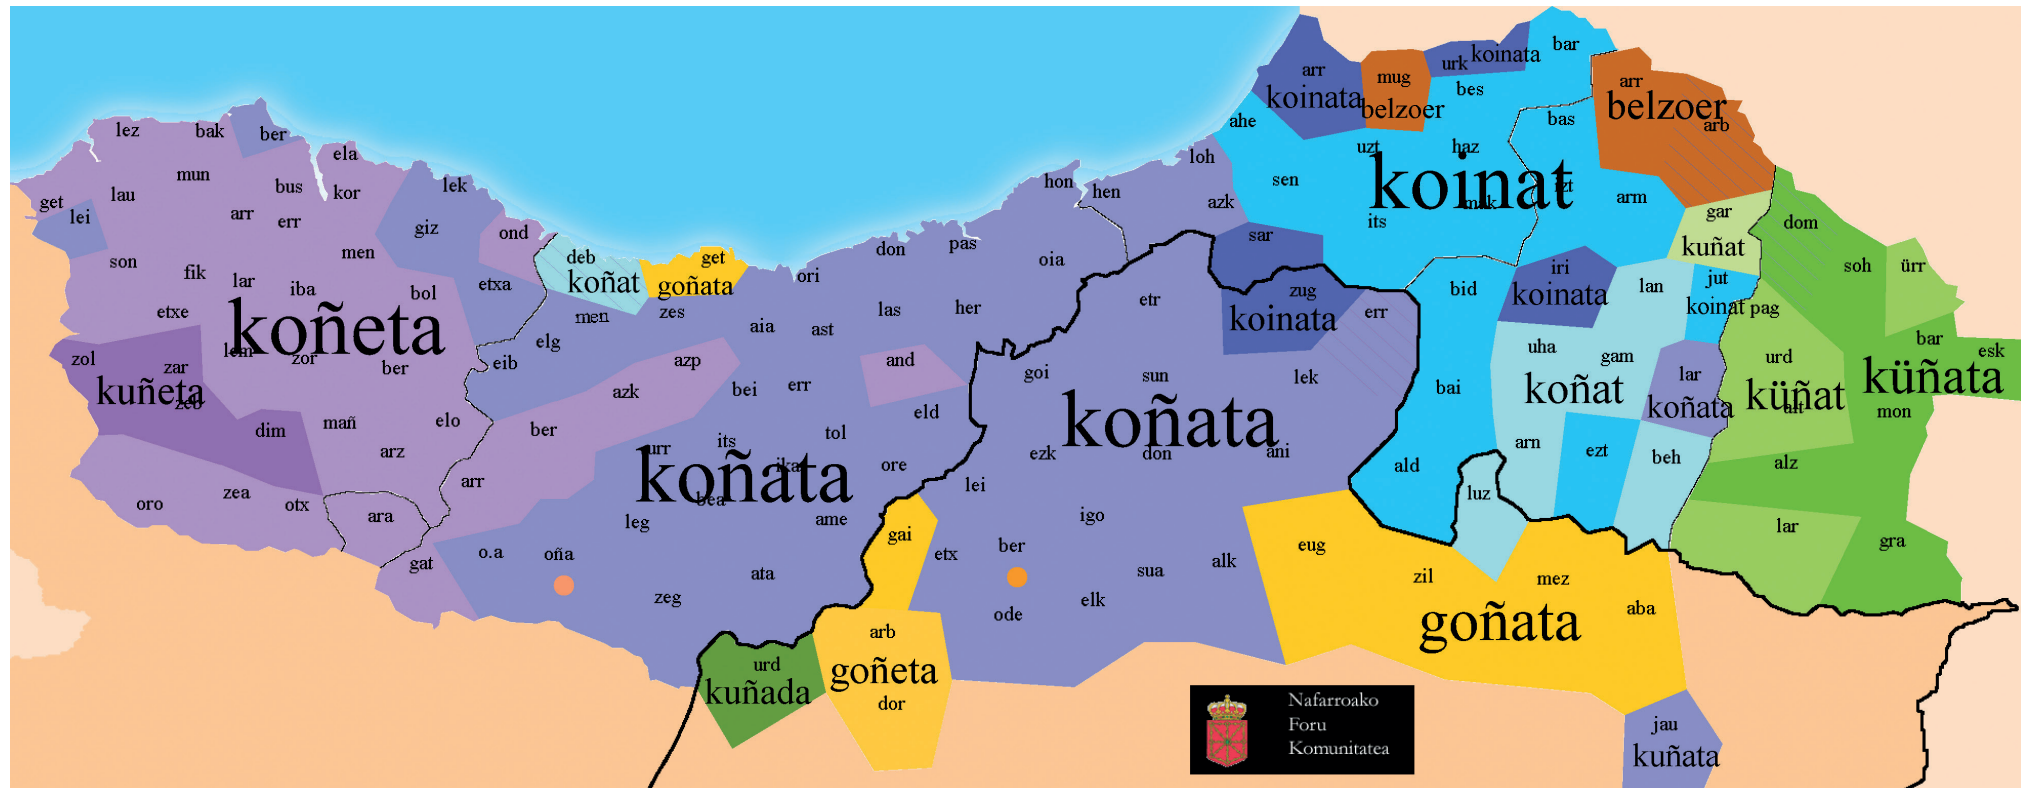 bar
koinata
urk
arr
mug
bes
arr
koinata
belzoer
belzoer
ahe
bas
arb
lez
bak
ber
uzt
haz
ela
loh
mun
sen
koinat
izt
hon
hen
bus
kor
lek
lau
get
lei
azk
mak
arm
gar
arr
err
its
dom
giz
ond
sar
kuñat
men
don
pas
son
deb
get
oia
iri
soh
ürr
fik
lar
koñat
goñata
ori
jut
iba
bol
etxa
bid
lan
koinata
zug
etr
koinat
pag
etxe
men
zes
las
her
err
koinata
koñeta
aia
ast
elg
bar
lem
zor
uha
gam
urd
esk
zol
zar
ber
eib
azp
and
goi
sun
lek
lar
küñata
kuñeta
zeb
azk
bei
err
bai
koñat
koñata
küñat
alt
mon
dim
mañ
elo
ber
eld
koñata
its
tol
arn
ezt
beh
arz
urr
ezk
don
ani
ika
ore
ald
alz
koñata
arr
lei
luz
zea
oro
otx
bea
ara
leg
ame
igo
lar
gai
eug
gra
o.a
oña
etx
ber
gat
alk
ata
sua
zil
mez
zeg
elk
aba
ode
goñata
arb
urd
goñeta
kuñada
dor
Nafarroako
Foru
Komunitatea
jau
kuñata